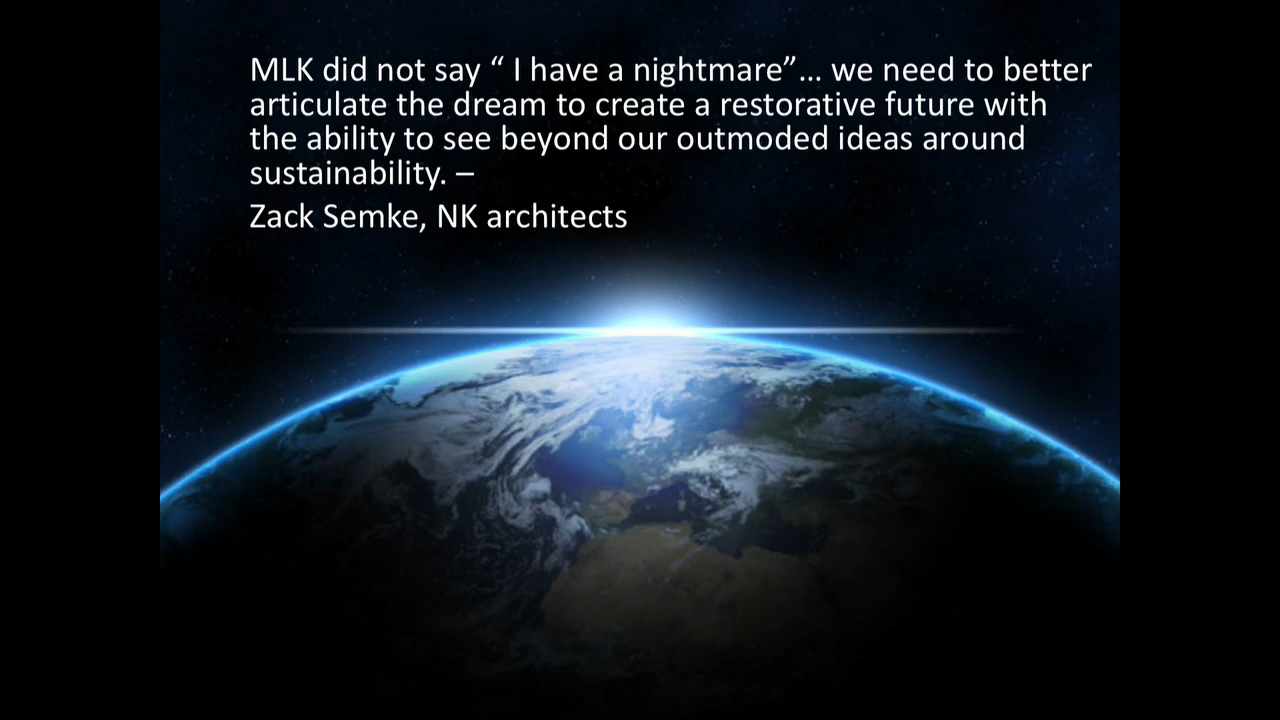 MLK did not say “ I have a nightmare”... we need to better
articulate the dream to create a restorative future with
the ability to see beyond our outmoded ideas around
sustainability. –
Zack Semke, NK architects